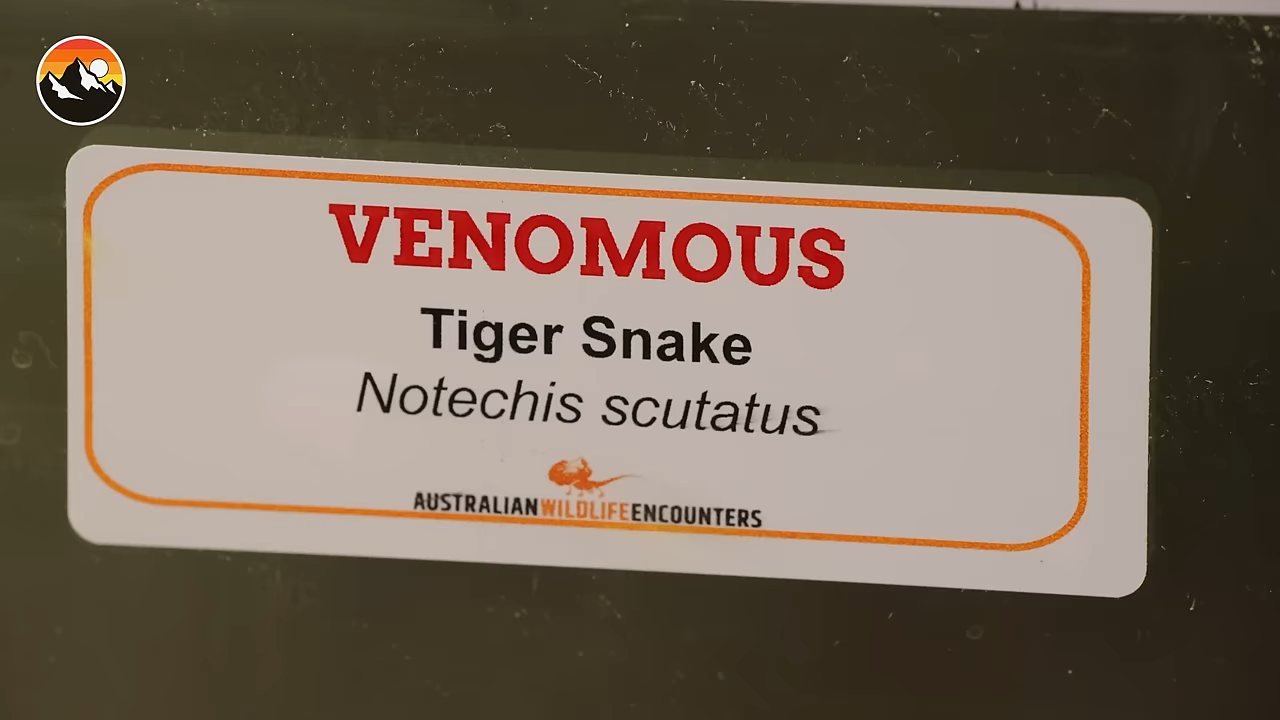 VENOMOUS
Tiger Snake
Notechis scutatus
AUSTRALIANWILDLIFEENCOUNTERS